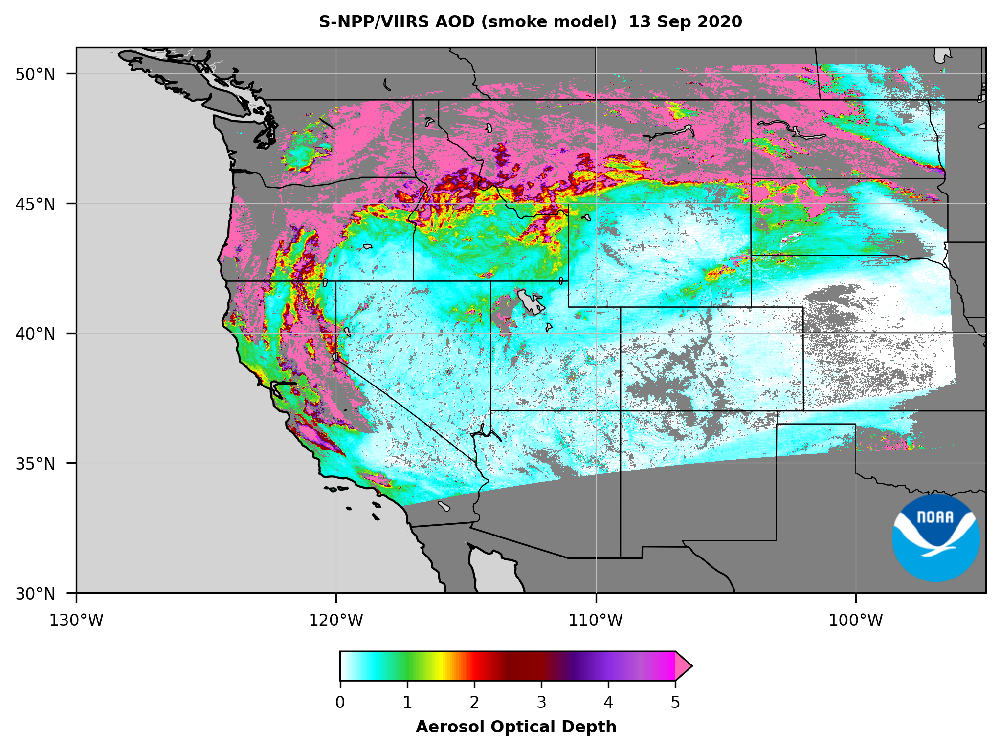 S-NPP/VIIRS AOD (smoke model)  13 Sep 2020
50°N
45°N
40°N
35°N
30°N
NOAA
130°W 120°W 110°W 100°W
0 1 2 3 4 5
Aerosol Optical Depth